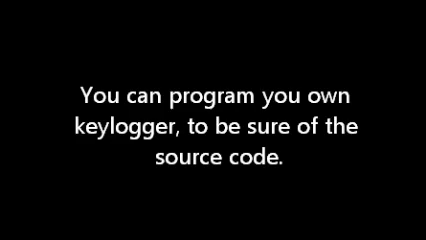 You can program you own
keylogger, to be sure of the
source code.